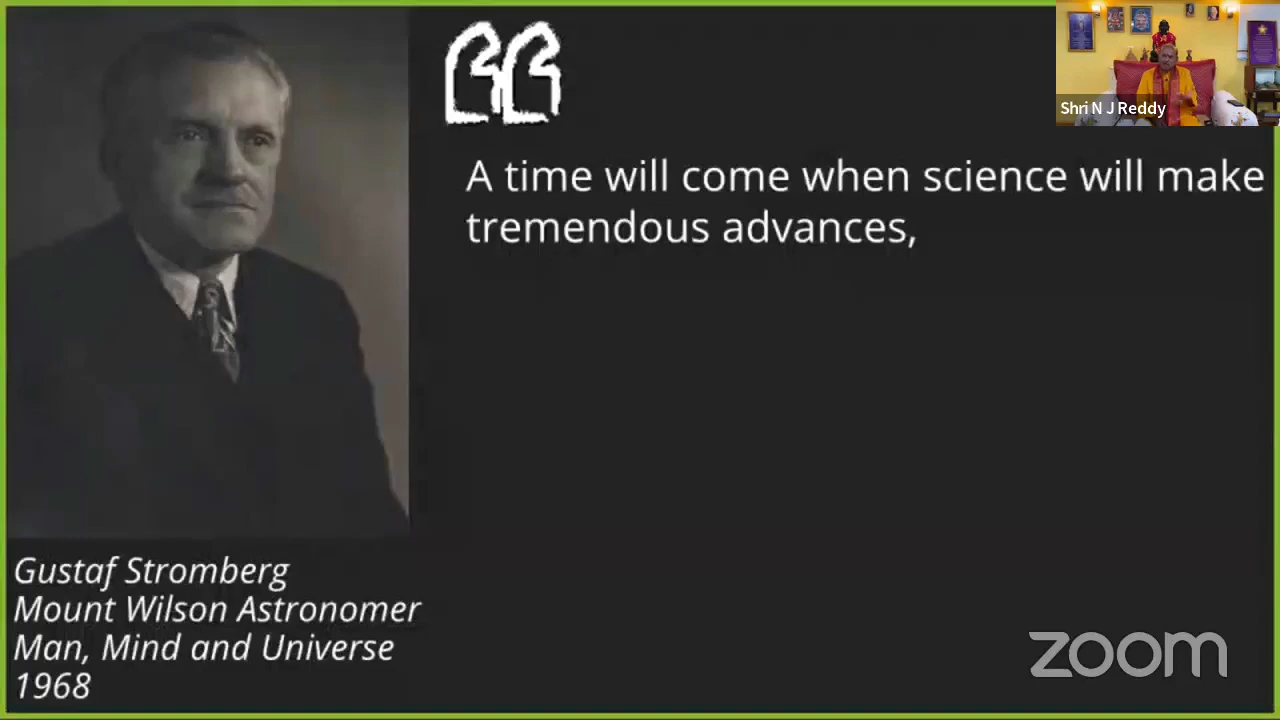 Shri N J Reddy
A time will come when science will make
tremendous advances,
Gustaf Stromberg
Mount Wilson Astronomer
Man, Mind and Universe
1968
zoom